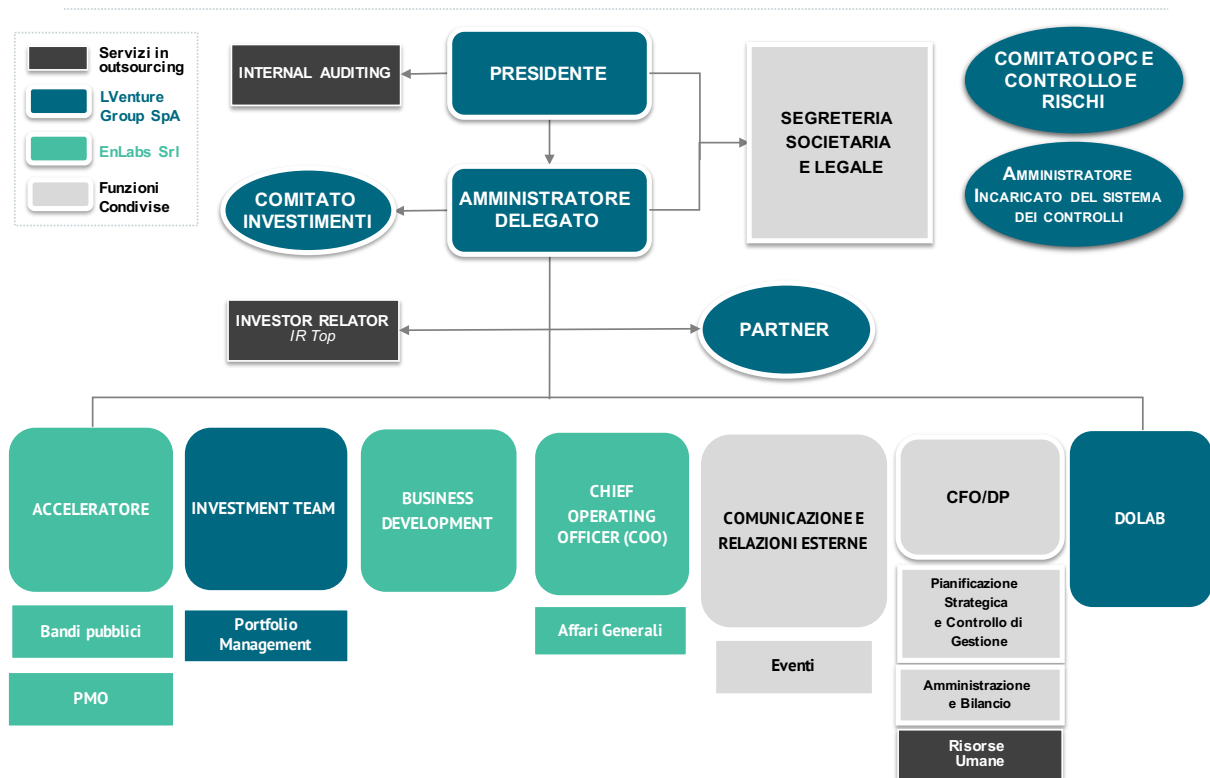 Servizi in
outsourcing
LVenture
Group SpA
EnLabs Srl
Funzioni
Condivise
INTERNAL AUDITING
PRESIDENTE
SEGRETERIA
SOCIETARIA
E LEGALE
COMITATO OPC E
CONTROLLO E
RISCHI
COMITATO
INVESTIMENTI
AMMINISTRATORE
DELEGATO
AMMINISTRATORE
INCARICATO DEL SISTEMA
DEI CONTROLLI
INVESTOR RELATOR
IR Top
PARTNER
ACCELERATORE
INVESTMENT TEAM
BUSINESS
DEVELOPMENT
CHIEF
OPERATING
OFFICER (COO)
COMUNICAZIONE E
RELAZIONI ESTERNE
CFO/DP
DOLAB
Bandi pubblici
PMO
Portfolio
Management
Affari Generali
Eventi
Pianificazione
Strategica
e Controllo di
Gestione
Amministrazione
e Bilancio
Risorse
Umane